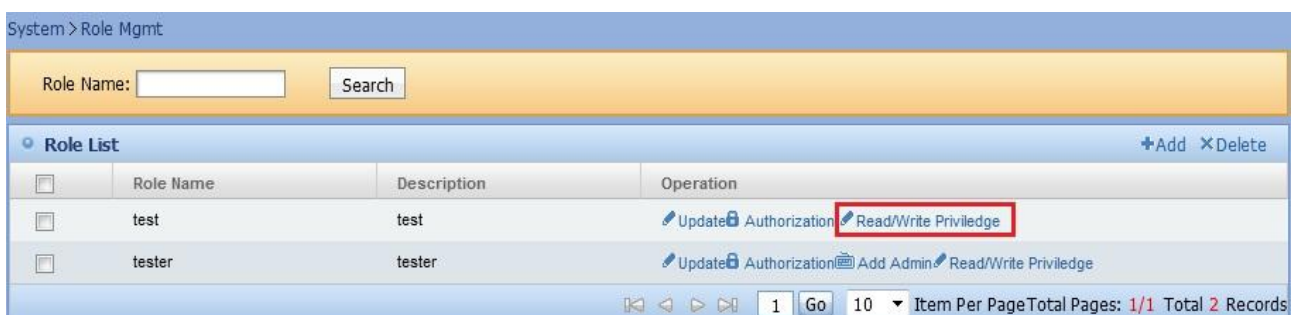 System > Role Mgmt
Role Name: Search
Role List +Add ×Delete
Role Name Description Operation
test test Update Authorization Read/Write Priviledge
tester tester Update Authorization Add Admin Read/Write Priviledge
1 Go 10 Item Per Page Total Pages: 1/1 Total 2 Records